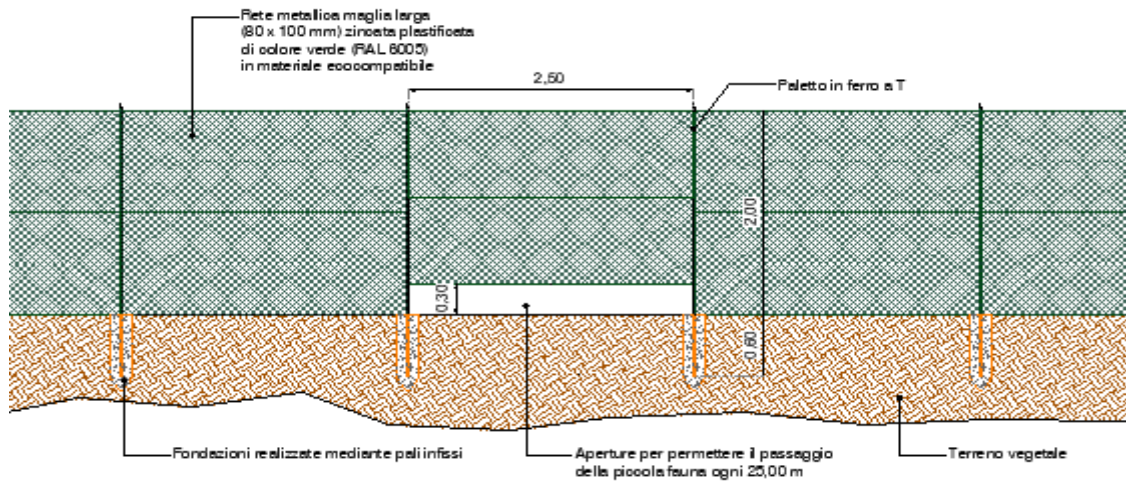 Rete metallica maglia larga
(80 x 100 mm) zincata plastificata
di colore verde (RAL 6005)
in materiale ecocompatibile
2,50
Paletto in ferro a T
2,00
0,30
0,60
Fondazioni realizzate mediante pali infissi
Aperture per permettere il passaggio
della piccola fauna ogni 25,00 m
Terreno vegetale